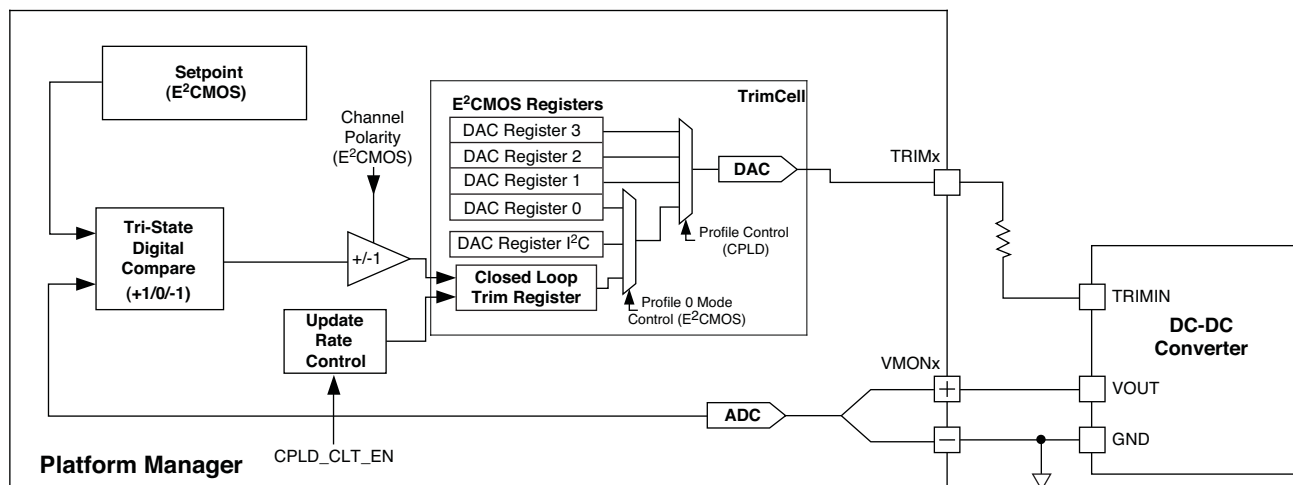 Setpoint
(E²CMOS)
Channel
Polarity
(E²CMOS)
TrimCell
E²CMOS Registers
DAC Register 3
DAC Register 2
DAC Register 1
DAC Register 0
DAC Register I²C
Closed Loop
Trim Register
DAC
Profile Control
(CPLD)
Profile 0 Mode
Control (E²CMOS)
Tri-State
Digital
Compare
(+1/0/-1)
+/-1
Update
Rate
Control
CPLD_CLT_EN
ADC
TRIMx
VMONx
+
−
TRIMIN
DC-DC
Converter
VOUT
GND
Platform Manager